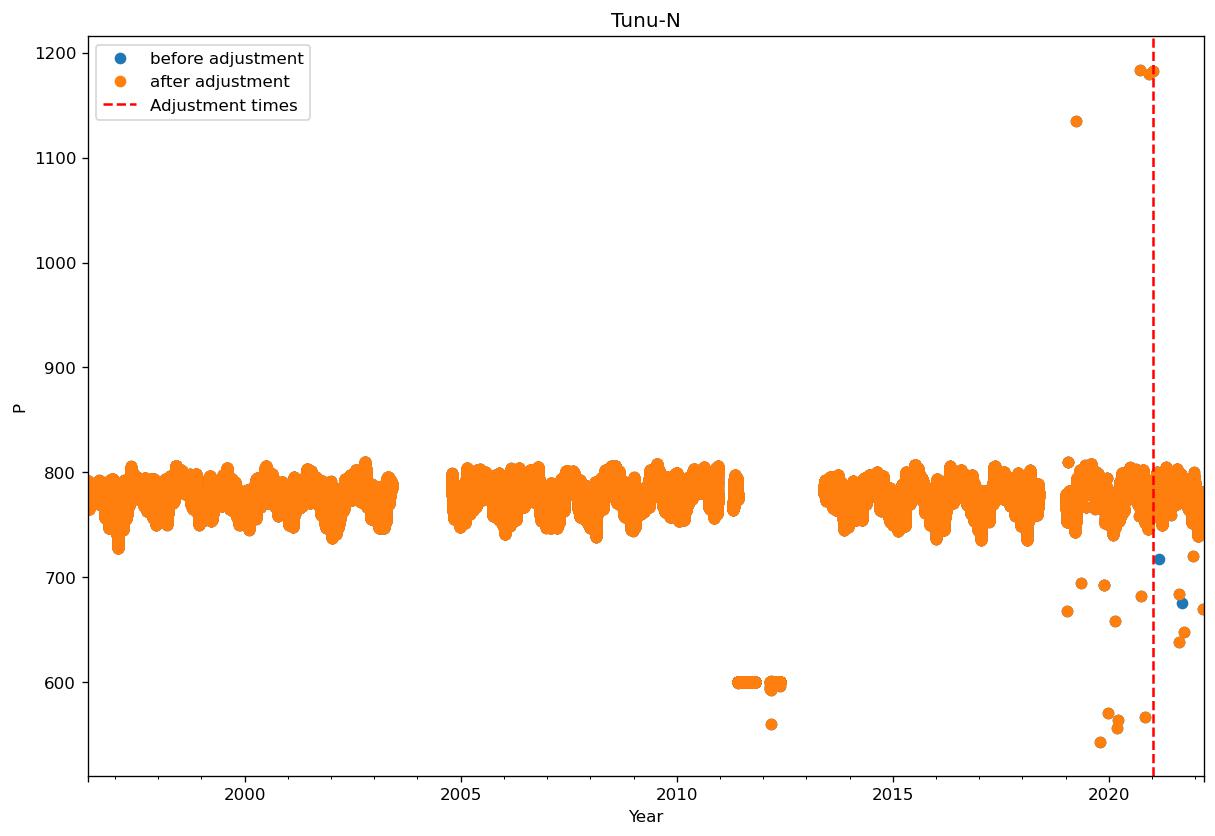 Tunu-N
before adjustment
after adjustment
Adjustment times
1200
1100
1000
900
800
700
600
P
2000 2005 2010 2015 2020
Year